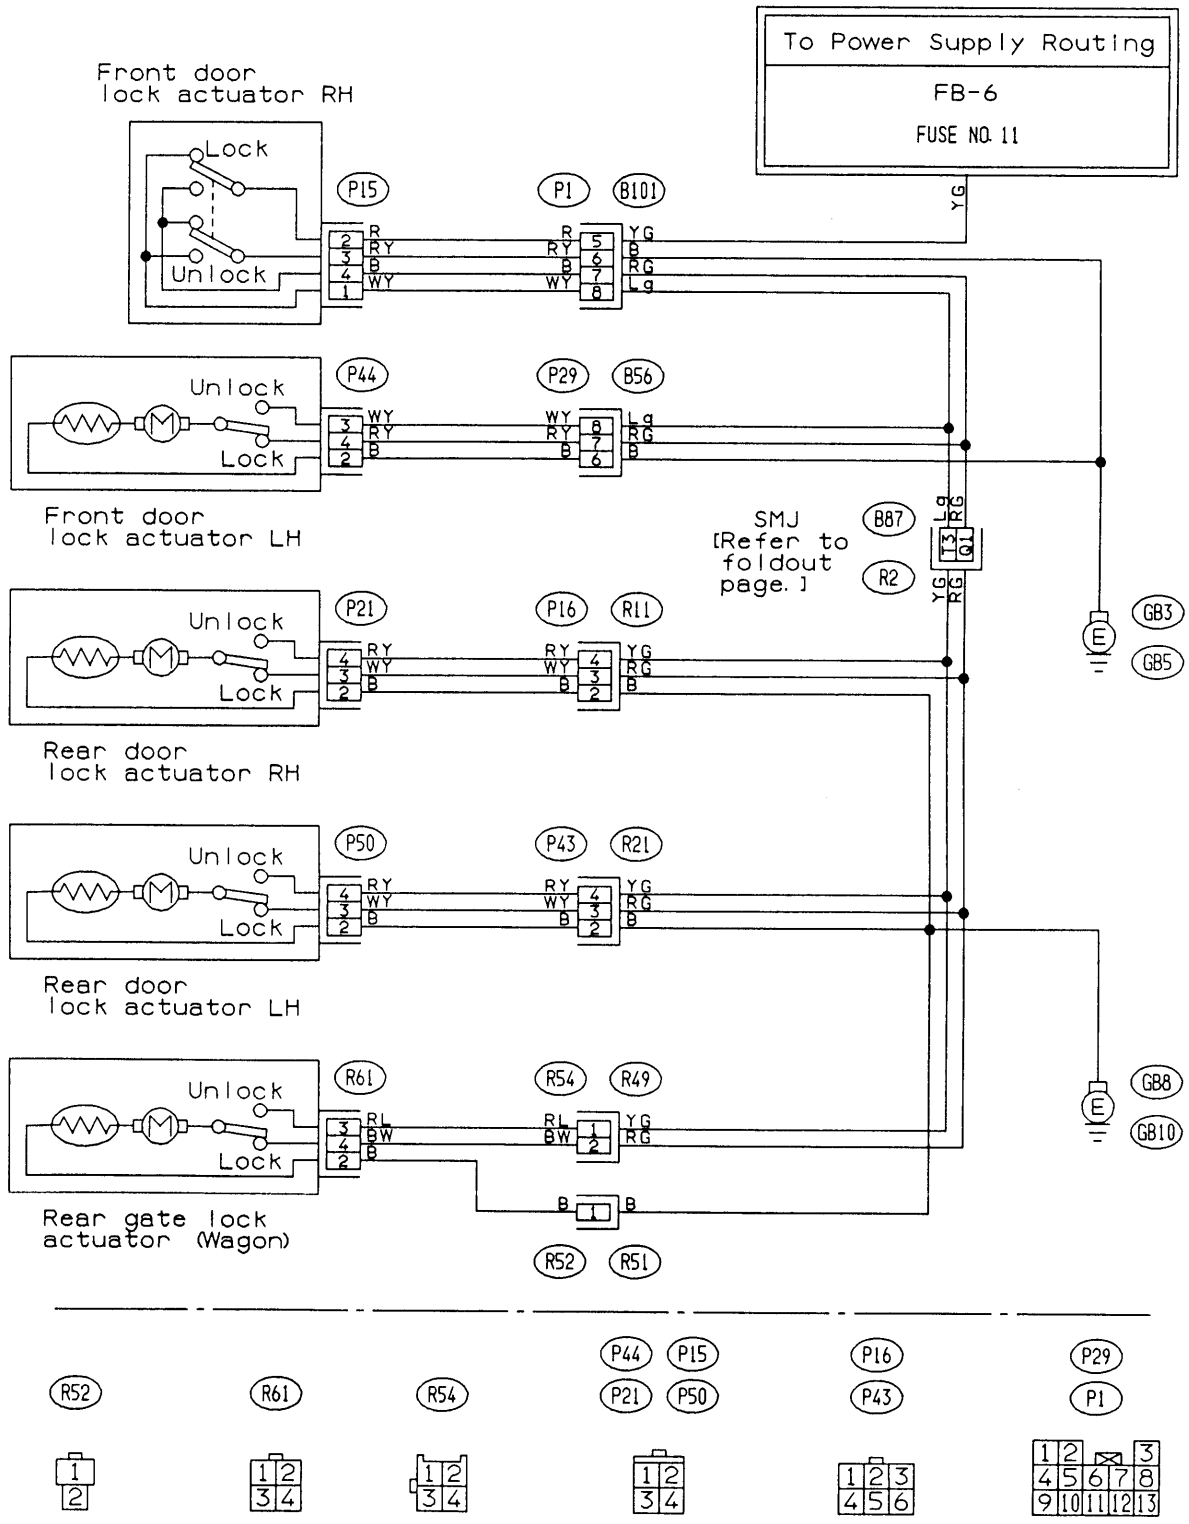 To Power Supply Routing
FB-6
FUSE NO. 11
YG
Front door
lock actuator RH
Lock
Unlock
P15
P1
B101
2 R R 5 YG
3 RY RY 6 B
4 B B 7 RG
1 WY WY 8 Lg
Unlock
Lock
P44
P29
B56
3 WY WY 8 Lg
4 RY RY 7 RG
2 B B 6 B
Front door
lock actuator LH
SMJ
[Refer to
foldout
page.]
B87
R2
Lg RG
T3 Q1
YG RG
E
GB3
GB5
Unlock
Lock
P21
P16
R11
4 RY RY 4 YG
3 WY WY 3 RG
2 B B 2 B
M
Rear door
lock actuator RH
Unlock
Lock
P50
P43
R21
4 RY RY 4 YG
3 WY WY 3 RG
2 B B 2 B
M
Rear door
lock actuator LH
Unlock
Lock
R61
R54
R49
3 RL RL 1 YG
4 BW BW 2 RG
2 B
B 1 B
M
E
GB8
GB10
Rear gate lock
actuator (Wagon)
R52
R51
R52
R61
R54
P44 P15
P21 P50
P16
P43
P29
P1
1
2
1 2
3 4
1 2
3 4
1 2
3 4
1 2 3
4 5 6
1 2 3
4 5 6 7 8
9 10 11 12 13